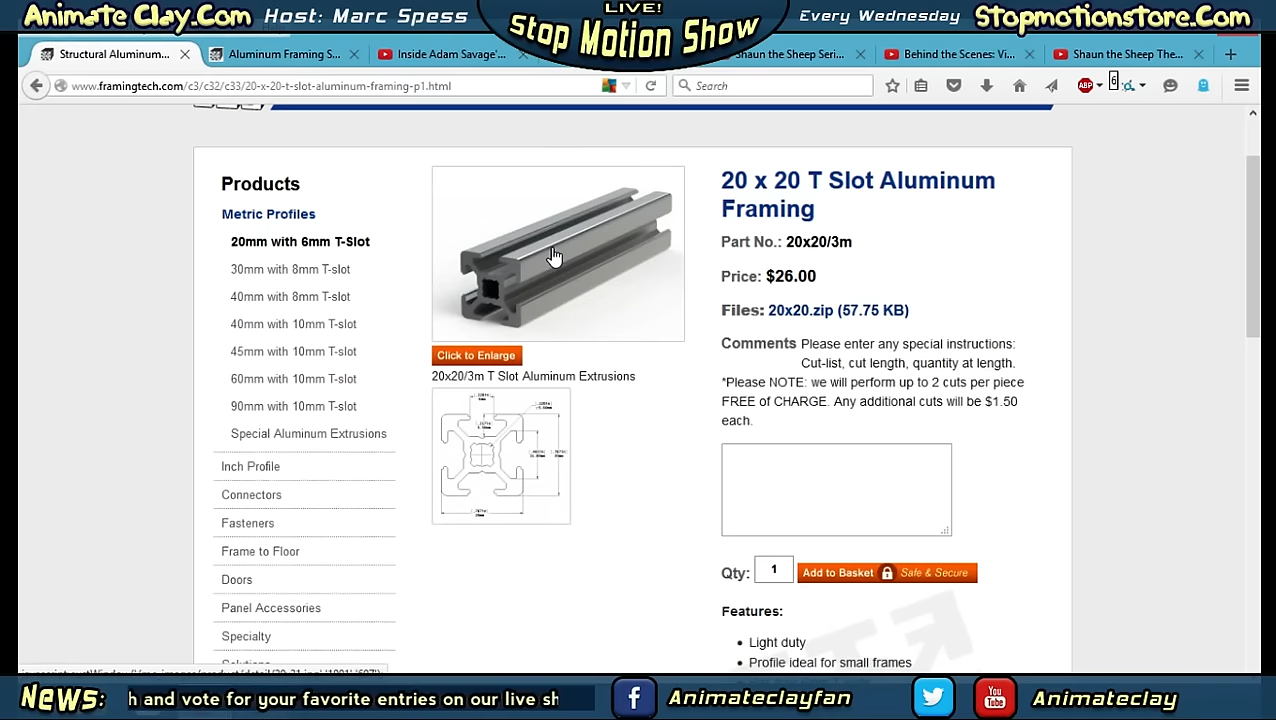 Animate Clay.Com Host: Marc Spess
LIVE!
Stop Motion Show
Every Wednesday Stopmotionstore.Com
Structural Aluminum...
Aluminum Framing S...
Inside Adam Savage'...
haun the Sheep Seri...
Behind the Scenes: Vi...
Shaun the Sheep The...
www.framingtech.com/c3/c32/c33/20-x-20-t-slot-aluminum-framing-p1.html
Search
ABP
6
Products
Metric Profiles
20mm with 6mm T-Slot
30mm with 8mm T-slot
40mm with 8mm T-slot
40mm with 10mm T-slot
45mm with 10mm T-slot
60mm with 10mm T-slot
90mm with 10mm T-slot
Special Aluminum Extrusions
Inch Profile
Connectors
Fasteners
Frame to Floor
Doors
Panel Accessories
Specialty
Click to Enlarge
20x20/3m T Slot Aluminum Extrusions
20 x 20 T Slot Aluminum
Framing
Part No.: 20x20/3m
Price: $26.00
Files: 20x20.zip (57.75 KB)
Comments Please enter any special instructions:
Cut-list, cut length, quantity at length.
*Please NOTE: we will perform up to 2 cuts per piece
FREE of CHARGE. Any additional cuts will be $1.50
each.
Qty: 1 Add to Basket Safe & Secure
Features:
Light duty
Profile ideal for small frames
News: h and vote for your favorite entries on our live sh
f Animateclayfan
You Tube Animateclay